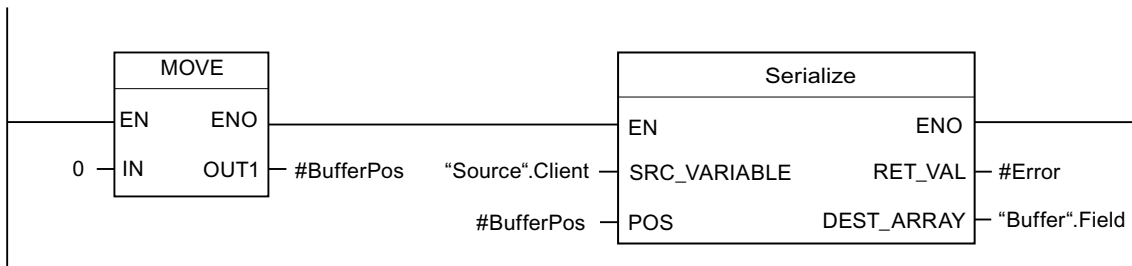 MOVE
Serialize
EN ENO
EN ENO
0 IN OUT1 #BufferPos "Source".Client SRC_VARIABLE RET_VAL #Error
#BufferPos POS DEST_ARRAY "Buffer".Field